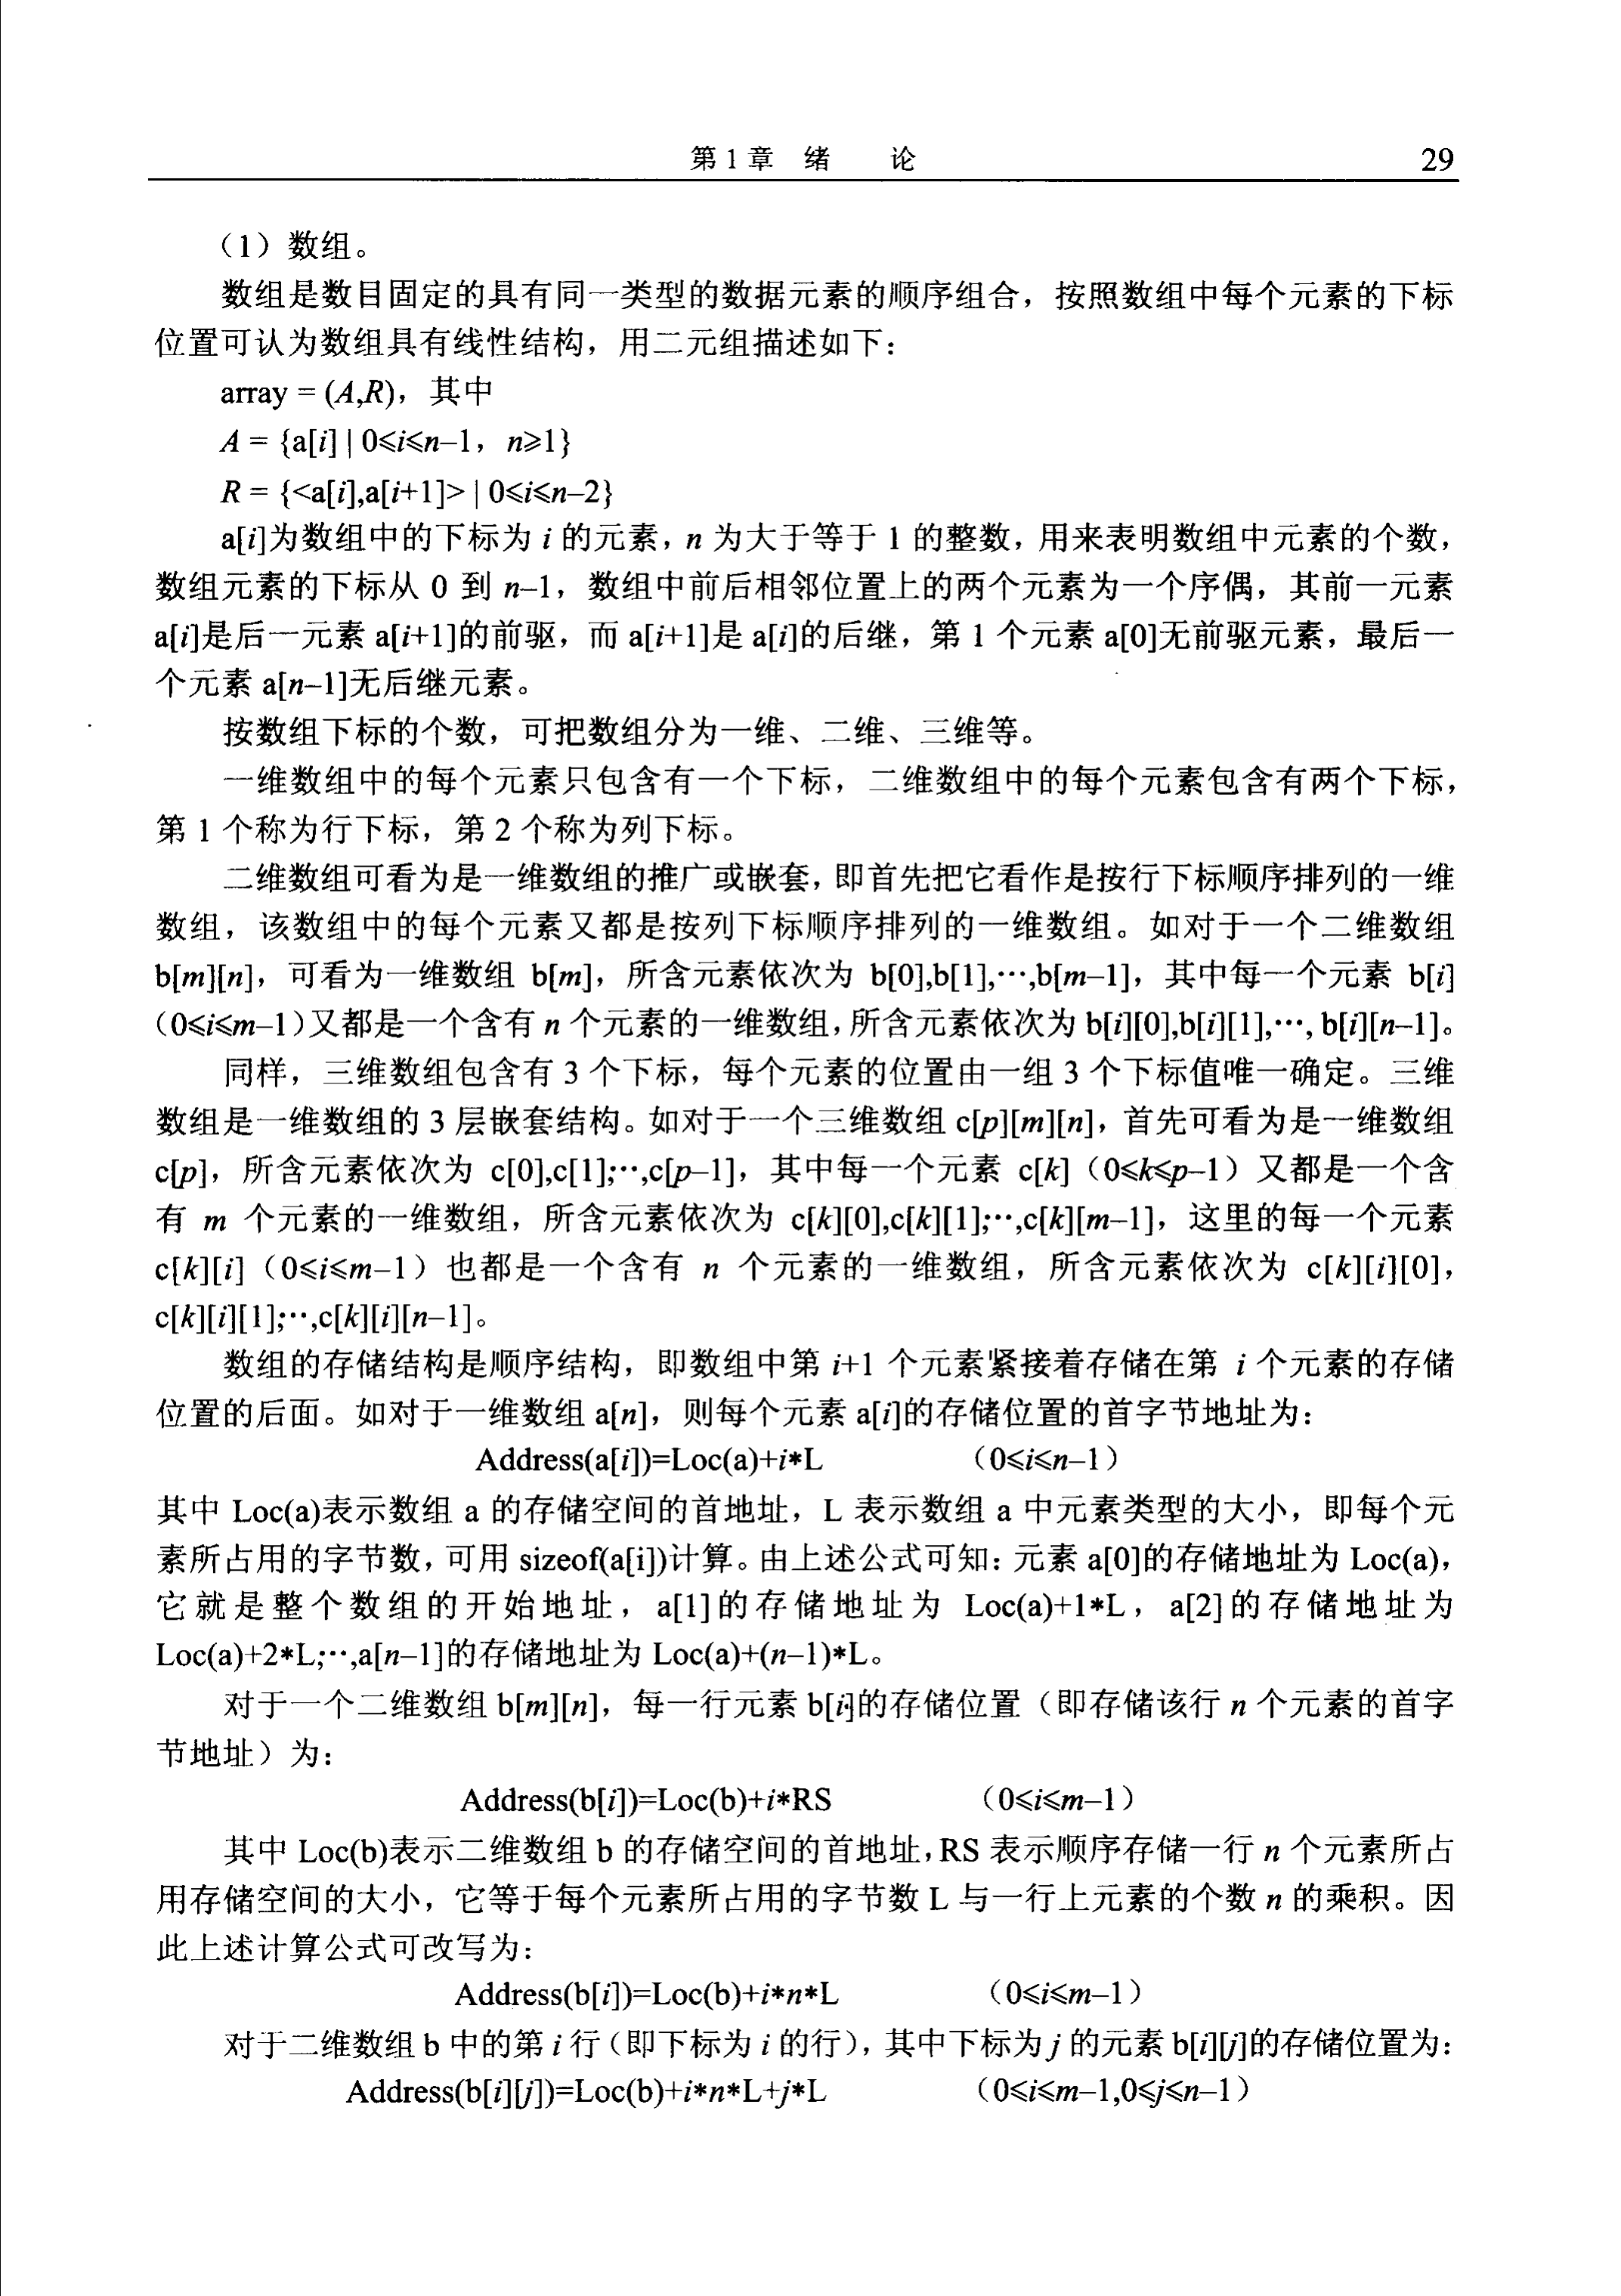 第 1 章 绪 论 29
（1）数组。
数组是数目固定的具有同一类型的数据元素的顺序组合，按照数组中每个元素的下标
位置可认为数组具有线性结构，用二元组描述如下：
array = (A,R)，其中
A = {a[i] | 0≤i≤n–1， n≥1}
R = {<a[i],a[i+1]> | 0≤i≤n–2}
a[i]为数组中的下标为 i 的元素，n 为大于等于 1 的整数，用来表明数组中元素的个数，
数组元素的下标从 0 到 n–1，数组中前后相邻位置上的两个元素为一个序偶，其前一元素
a[i]是后一元素 a[i+1]的前驱，而 a[i+1]是 a[i]的后继，第 1 个元素 a[0]无前驱元素，最后一
个元素 a[n–1]无后继元素。
按数组下标的个数，可把数组分为一维、二维、三维等。
一维数组中的每个元素只包含有一个下标，二维数组中的每个元素包含有两个下标，
第 1 个称为行下标，第 2 个称为列下标。
二维数组可看为是一维数组的推广或嵌套，即首先把它看作是按行下标顺序排列的一维
数组，该数组中的每个元素又都是按列下标顺序排列的一维数组。如对于一个二维数组
b[m][n]，可看为一维数组 b[m]，所含元素依次为 b[0],b[1],…,b[m–1]，其中每一个元素 b[i]
（0≤i≤m–1）又都是一个含有 n 个元素的一维数组，所含元素依次为 b[i][0],b[i][1],…, b[i][n–1]。
同样，三维数组包含有 3 个下标，每个元素的位置由一组 3 个下标值唯一确定。三维
数组是一维数组的 3 层嵌套结构。如对于一个三维数组 c[p][m][n]，首先可看为是一维数组
c[p]，所含元素依次为 c[0],c[1];…,c[p–1]，其中每一个元素 c[k]（0≤k≤p–1）又都是一个含
有 m 个元素的一维数组，所含元素依次为 c[k][0],c[k][1];…,c[k][m–1]，这里的每一个元素
c[k][i]（0≤i≤m–1）也都是一个含有 n 个元素的一维数组，所含元素依次为 c[k][i][0]，
c[k][i][1];…,c[k][i][n–1]。
数组的存储结构是顺序结构，即数组中第 i+1 个元素紧接着存储在第 i 个元素的存储
位置的后面。如对于一维数组 a[n]，则每个元素 a[i]的存储位置的首字节地址为：
Address(a[i])=Loc(a)+i*L （0≤i≤n–1）
其中 Loc(a)表示数组 a 的存储空间的首地址，L 表示数组 a 中元素类型的大小，即每个元
素所占用的字节数，可用 sizeof(a[i])计算。由上述公式可知：元素 a[0]的存储地址为 Loc(a)，
它就是整个数组的开始地址，a[1]的存储地址为 Loc(a)+1*L，a[2]的存储地址为
Loc(a)+2*L;…,a[n–1]的存储地址为 Loc(a)+(n–1)*L。
对于一个二维数组 b[m][n]，每一行元素 b[i]的存储位置（即存储该行 n 个元素的首字
节地址）为：
Address(b[i])=Loc(b)+i*RS （0≤i≤m–1）
其中 Loc(b)表示二维数组 b 的存储空间的首地址，RS 表示顺序存储一行 n 个元素所占
用存储空间的大小，它等于每个元素所占用的字节数 L 与一行上元素的个数 n 的乘积。因
此上述计算公式可改写为：
Address(b[i])=Loc(b)+i*n*L （0≤i≤m–1）
对于二维数组 b 中的第 i 行（即下标为 i 的行），其中下标为 j 的元素 b[i][j]的存储位置为：
Address(b[i][j])=Loc(b)+i*n*L+j*L （0≤i≤m–1,0≤j≤n–1）